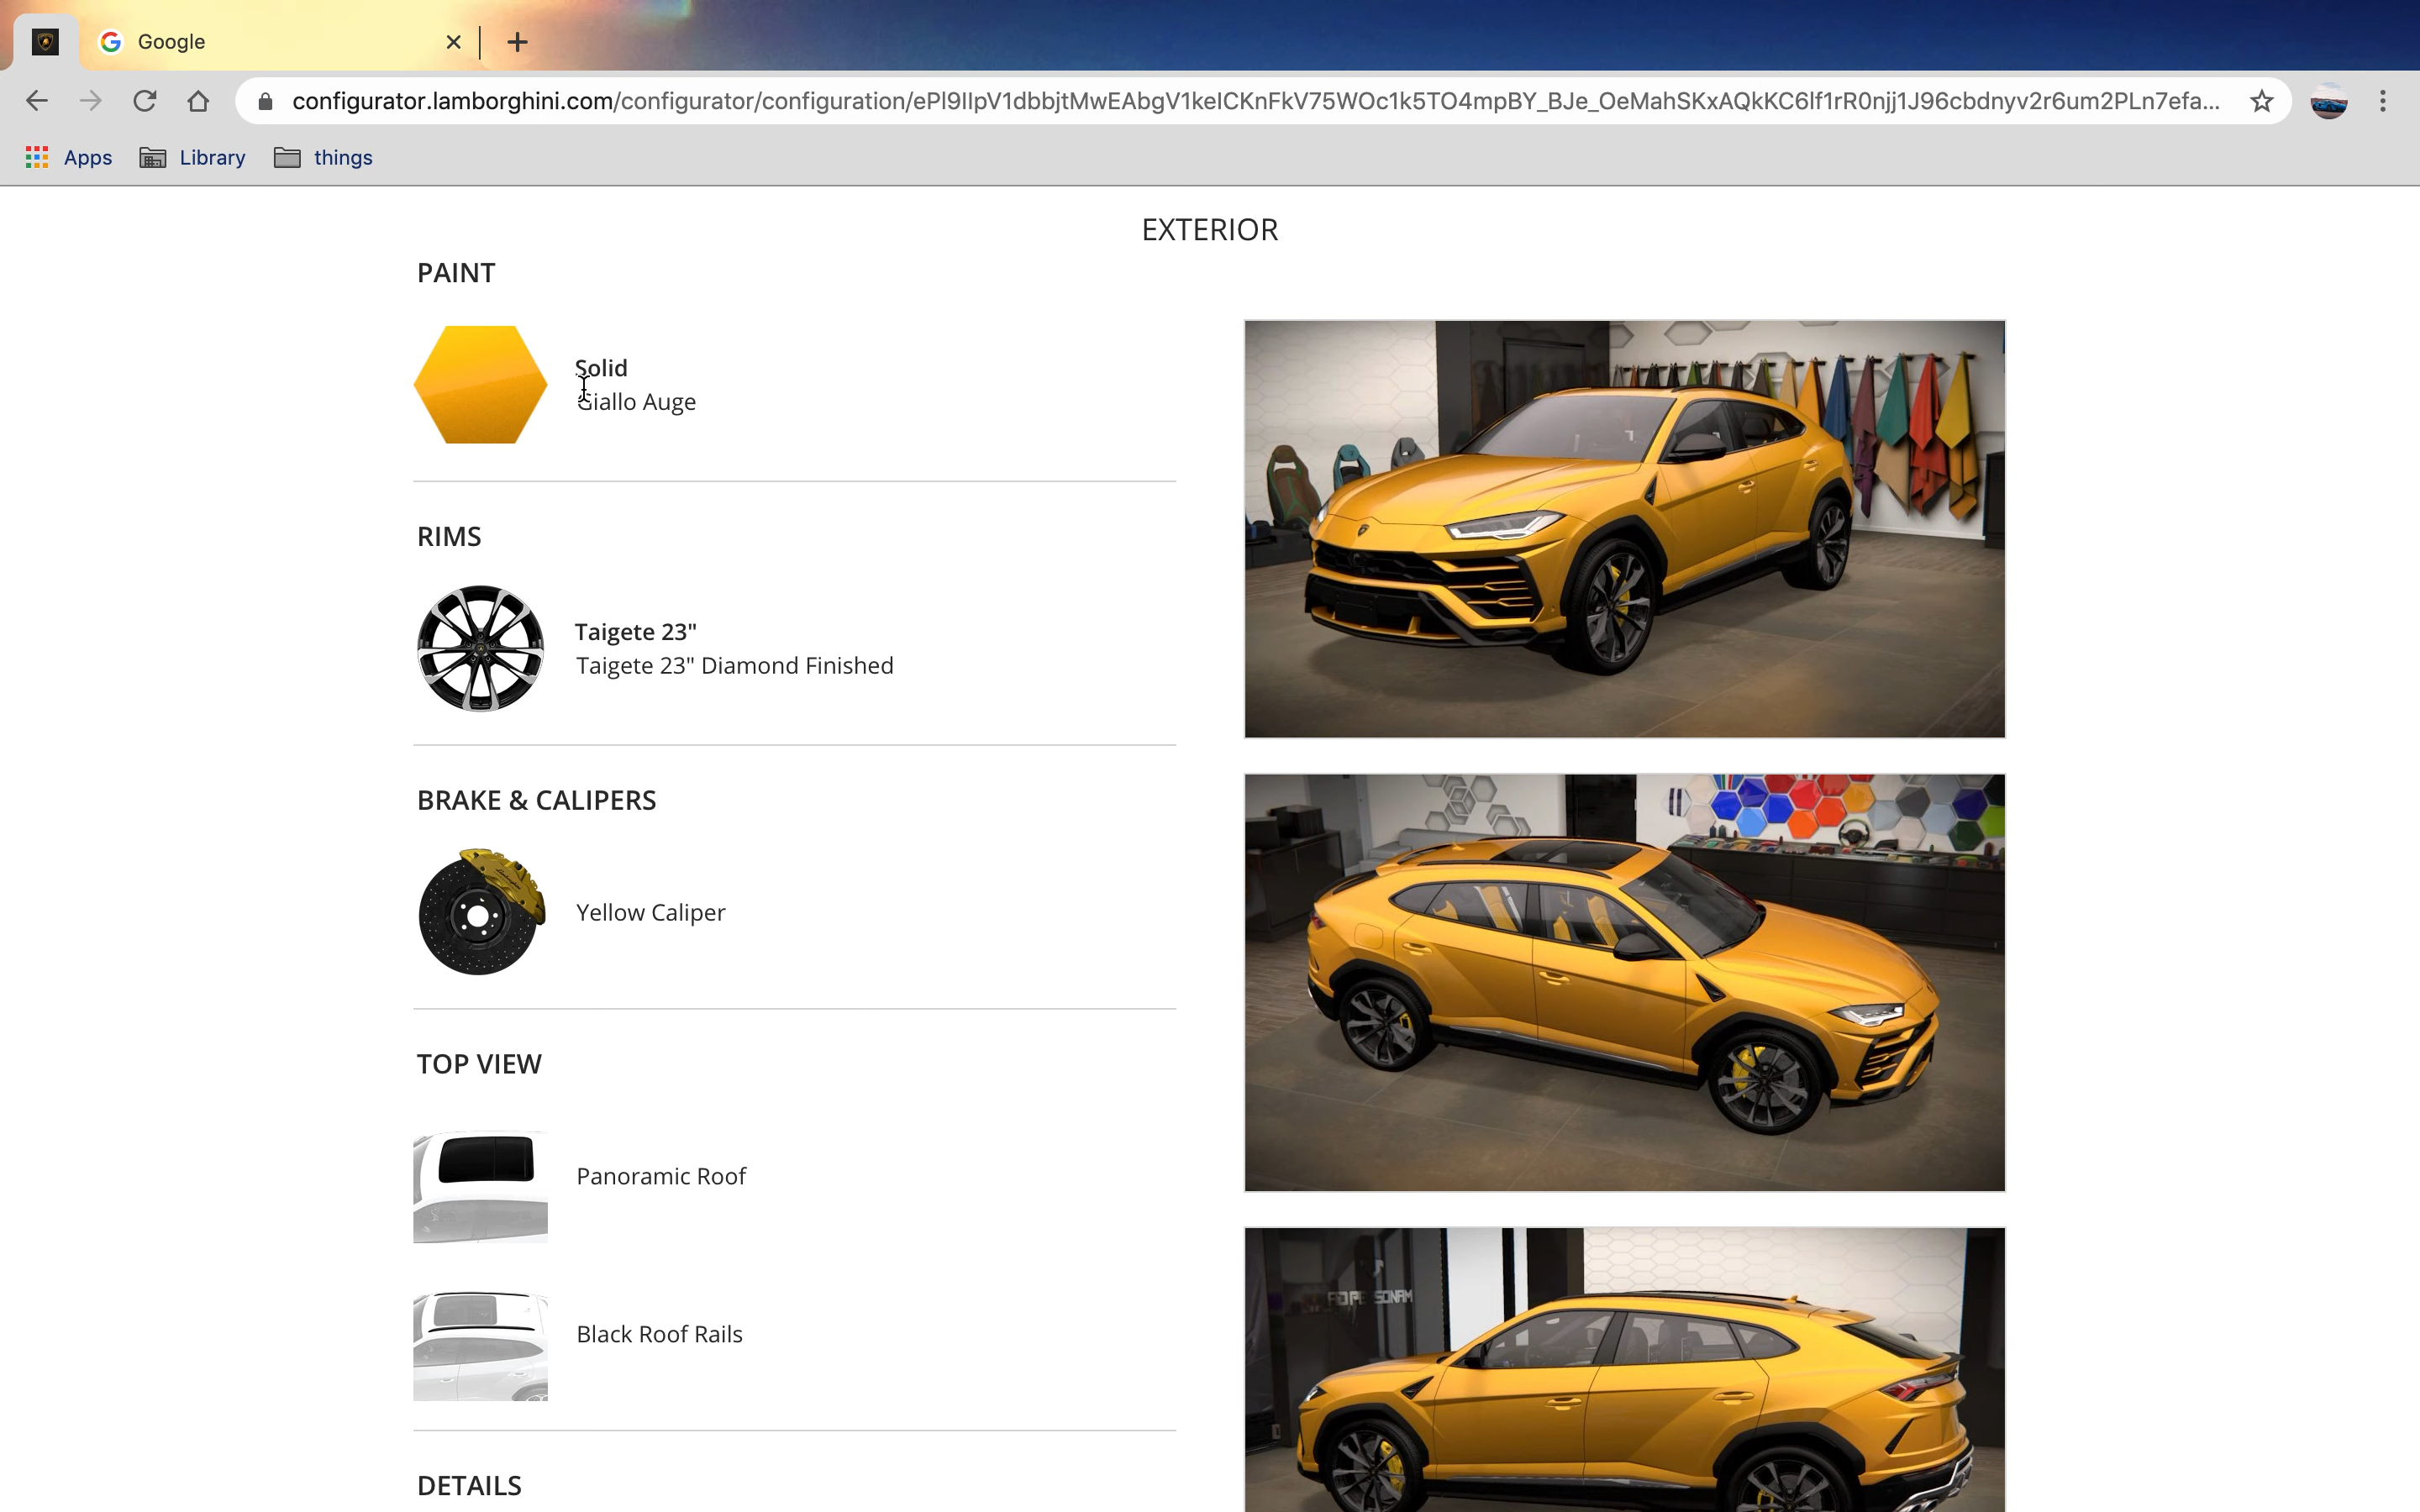 Google
configurator.lamborghini.com/configurator/configuration/ePl9IIpV1dbbjtMwEAbgV1keICKnFkV75WOc1k5TO4mpBY_BJe_OeMahSKxAQkKC6lf1rR0njj1J96cbdnyv2r6um2PLn7efa...
Apps
Library
things
EXTERIOR
PAINT
Solid
Giallo Auge
RIMS
Taigete 23"
Taigete 23" Diamond Finished
BRAKE & CALIPERS
Yellow Caliper
TOP VIEW
Panoramic Roof
Black Roof Rails
DETAILS